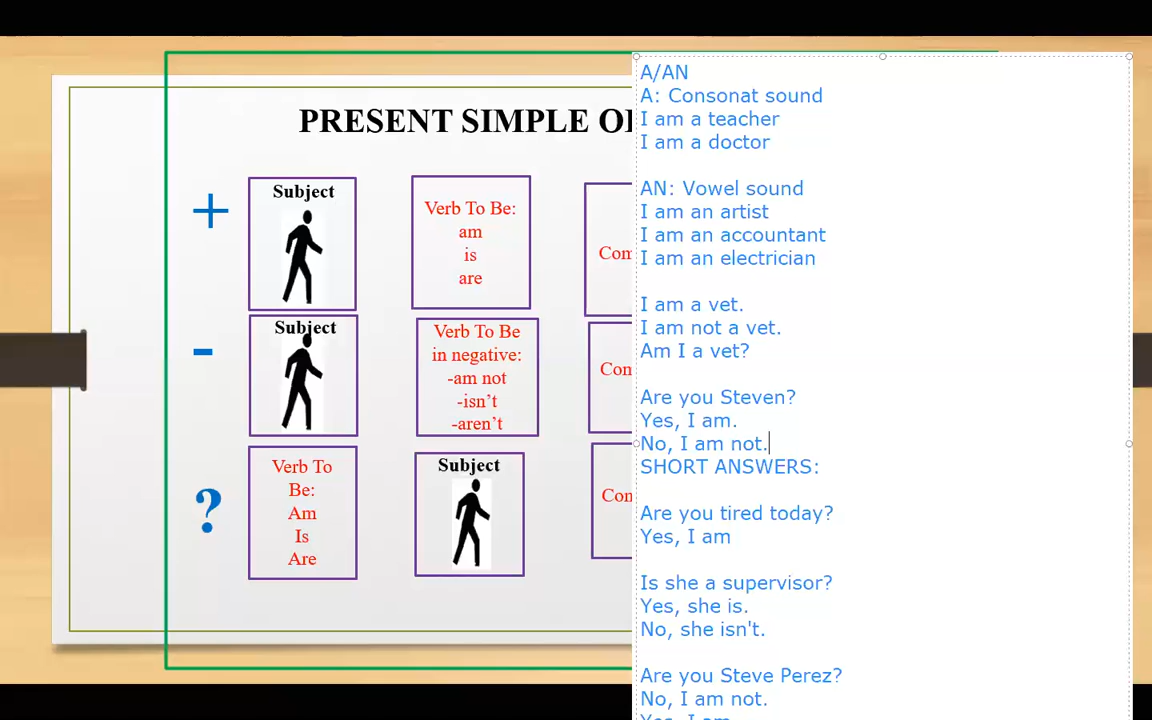 PRESENT SIMPLE
+
Subject
Verb To Be:
am
is
are
-
Subject
Verb To Be
in negative:
-am not
-isn't
-aren't
?
Verb To
Be:
Am
Is
Are
Subject
A/AN
A: Consonat sound
I am a teacher
I am a doctor
AN: Vowel sound
I am an artist
I am an accountant
I am an electrician
I am a vet.
I am not a vet.
Am I a vet?
Are you Steven?
Yes, I am.
No, I am not.
SHORT ANSWERS:
Are you tired today?
Yes, I am
Is she a supervisor?
Yes, she is.
No, she isn't.
Are you Steve Perez?
No, I am not.
Yes, I am